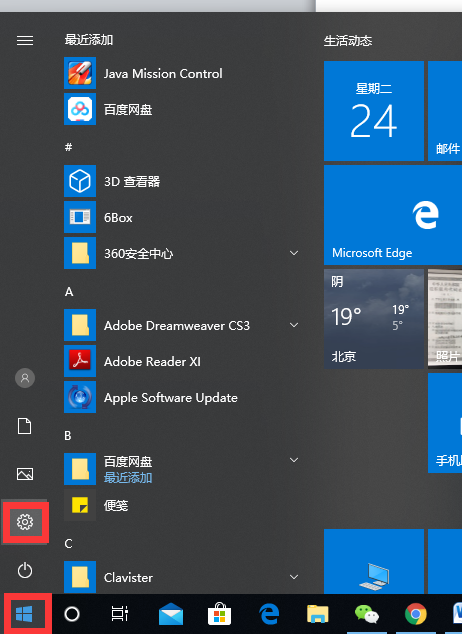 最近添加
Java Mission Control
百度网盘
#
3D 查看器
6Box
360安全中心
A
Adobe Dreamweaver CS3
Adobe Reader XI
Apple Software Update
B
百度网盘
最近添加
便笺
C
Clavister
生活动态
星期二
24
邮件
Microsoft Edge
阴
19°
19°
5°
北京
照片
手机